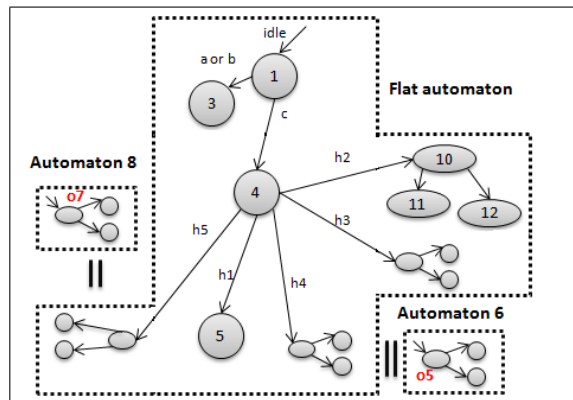 idle
a or b
1
3
Flat automaton
c
h2
10
Automaton 8
4
11
12
o7
h3
h5
h1
h4
Automaton 6
5
o5